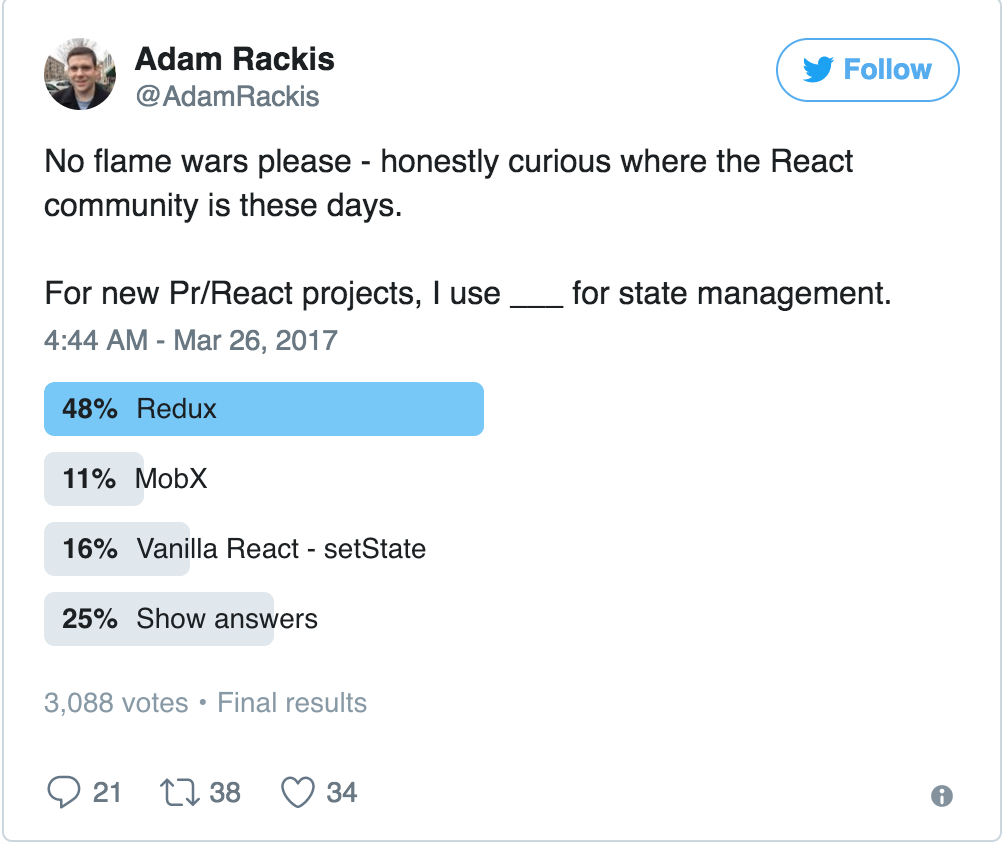 Adam Rackis
@AdamRackis
Follow
No flame wars please - honestly curious where the React
community is these days.
For new Pr/React projects, I use ___ for state management.
4:44 AM - Mar 26, 2017
48% Redux
11% MobX
16% Vanilla React - setState
25% Show answers
3,088 votes • Final results
21 38 34